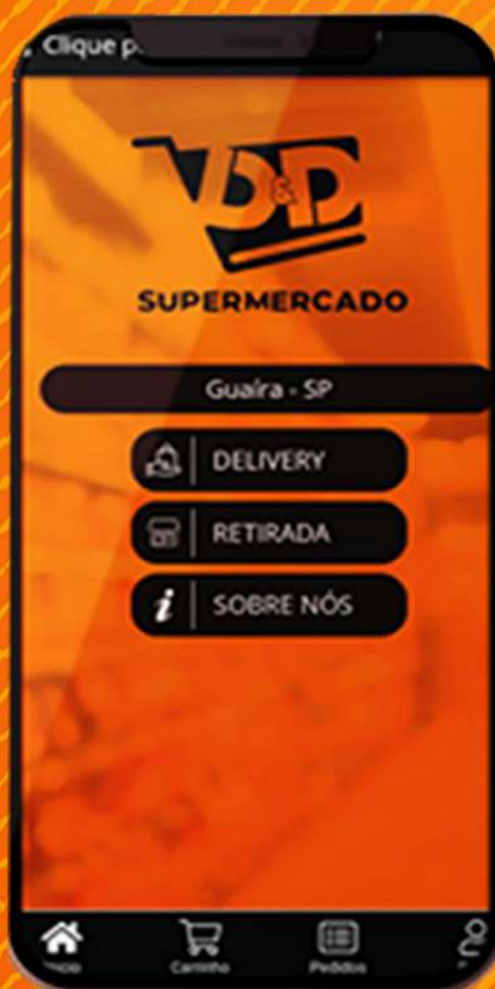 Clique p
D&D
SUPERMERCADO
Guaíra - SP
DELIVERY
RETIRADA
i SOBRE NÓS
Carrinho
Pedidos